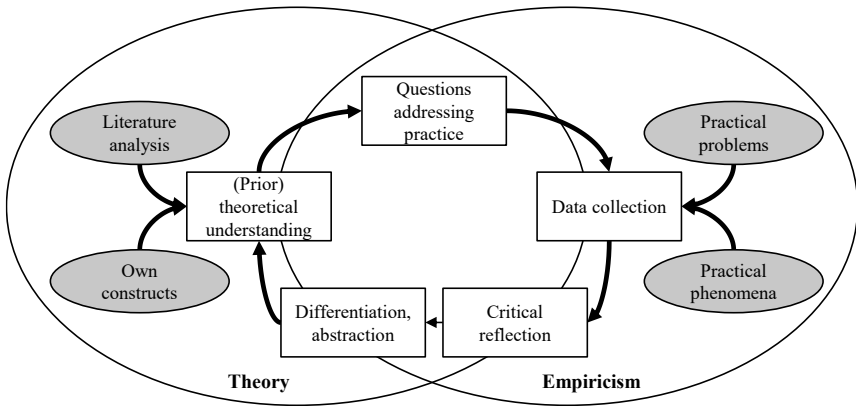 Questions
addressing
practice
Literature
analysis
Practical
problems
(Prior)
theoretical
understanding
Data collection
Own
constructs
Practical
phenomena
Differentiation,
abstraction
Critical
reflection
Theory
Empiricism